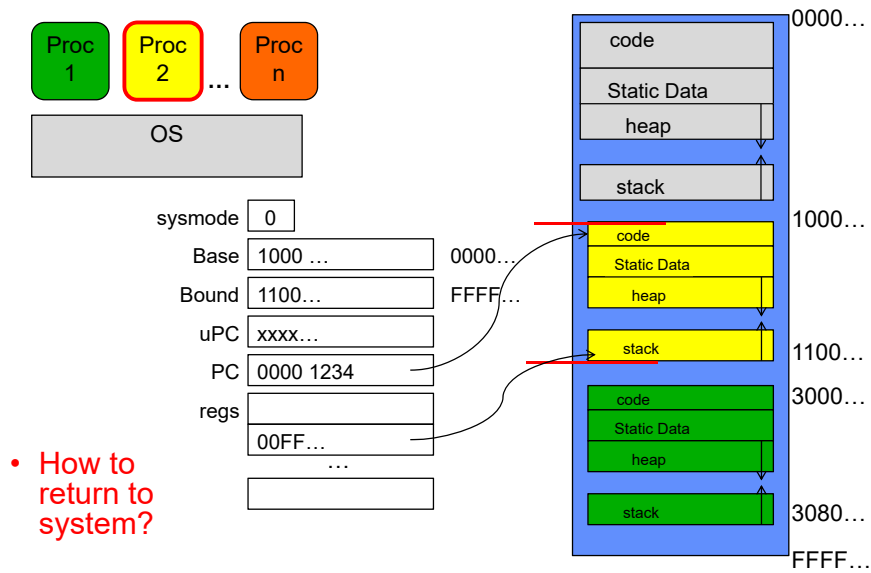 Proc
1
Proc
2
...
Proc
n
OS
sysmode 0
Base 1000 ... 0000...
Bound 1100... FFFF...
uPC xxxx...
PC 0000 1234
regs
00FF...
...
• How to
return to
system?
0000...
code
Static Data
heap
stack
1000...
code
Static Data
heap
stack
1100...
3000...
code
Static Data
heap
stack
3080...
FFFF...